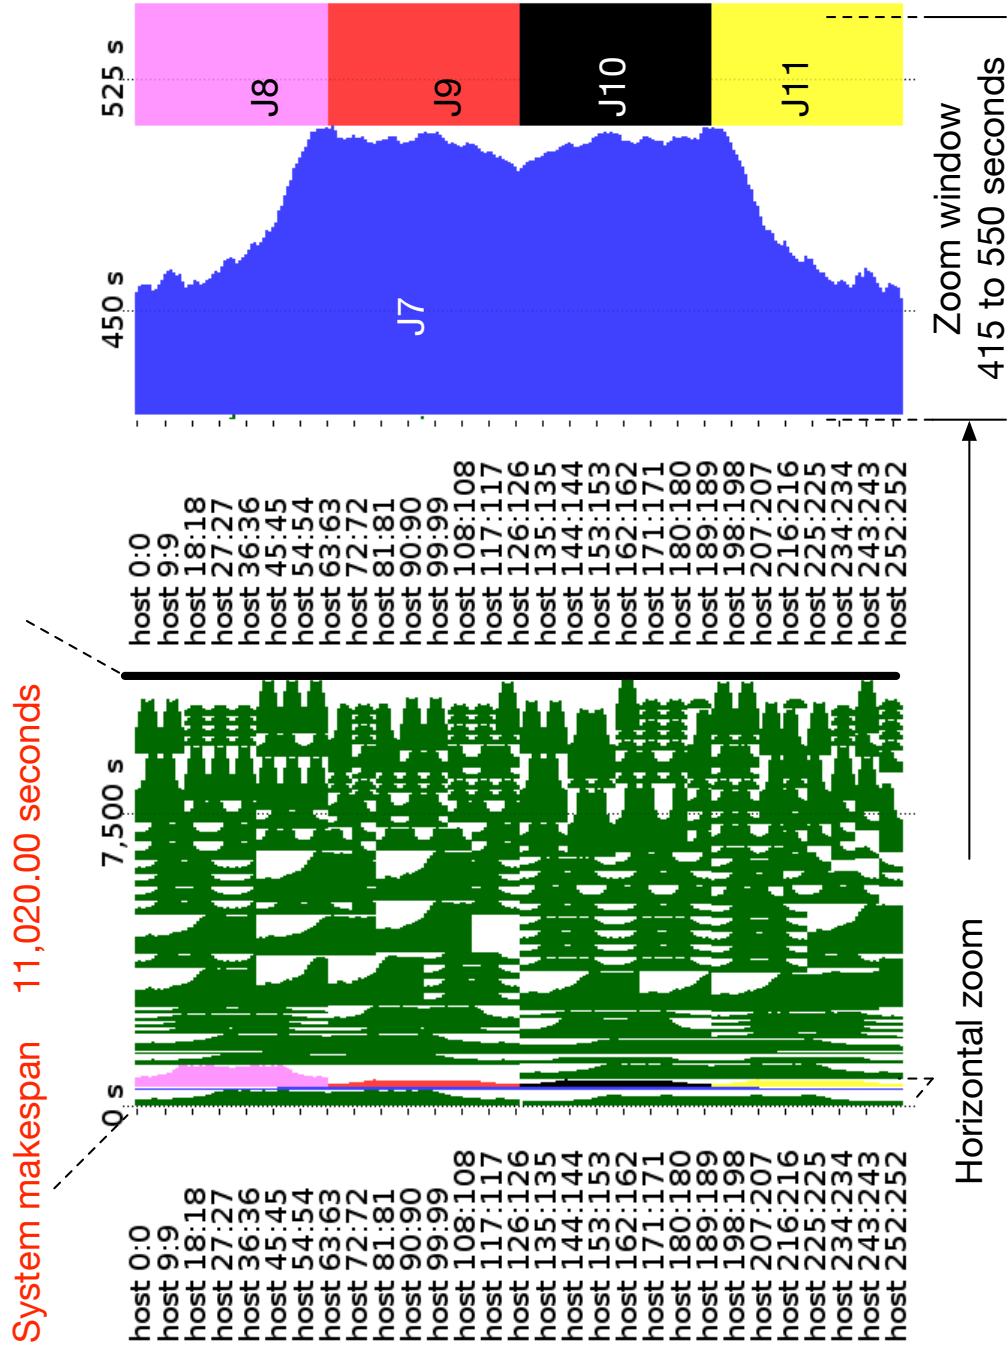 System makespan 11,020.00 seconds
0 s
7,500 s
450 s
525 s
host 0:0
host 9:9
host 18:18
host 27:27
host 36:36
host 45:45
host 54:54
host 63:63
host 72:72
host 81:81
host 90:90
host 99:99
host 108:108
host 117:117
host 126:126
host 135:135
host 144:144
host 153:153
host 162:162
host 171:171
host 180:180
host 189:189
host 198:198
host 207:207
host 216:216
host 225:225
host 234:234
host 243:243
host 252:252
host 0:0
host 9:9
host 18:18
host 27:27
host 36:36
host 45:45
host 54:54
host 63:63
host 72:72
host 81:81
host 90:90
host 99:99
host 108:108
host 117:117
host 126:126
host 135:135
host 144:144
host 153:153
host 162:162
host 171:171
host 180:180
host 189:189
host 198:198
host 207:207
host 216:216
host 225:225
host 234:234
host 243:243
host 252:252
J7
J8
J9
J10
J11
Horizontal zoom
Zoom window
415 to 550 seconds